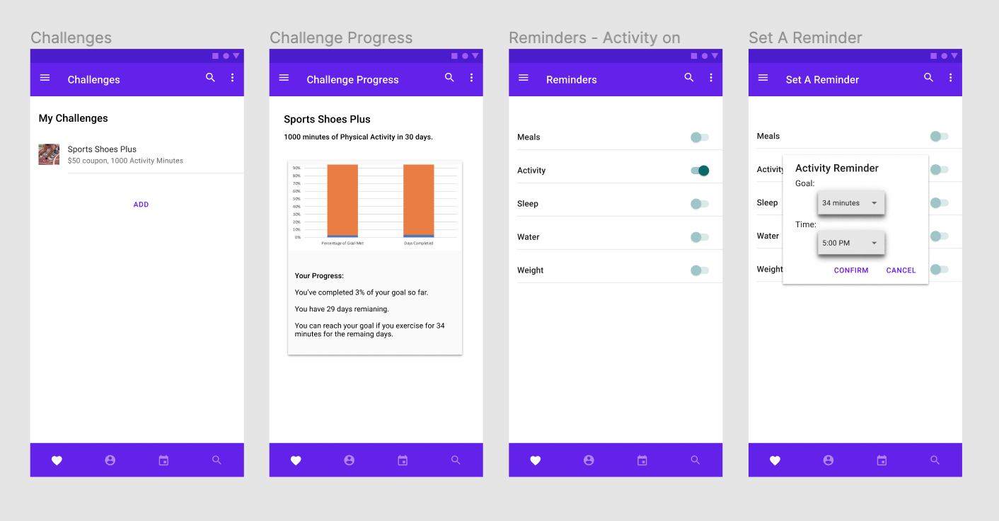 Challenges
Challenges
My Challenges
Sports Shoes Plus
$50 coupon, 1000 Activity Minutes
ADD
Challenge Progress
Challenge Progress
Sports Shoes Plus
1000 minutes of Physical Activity in 30 days.
90%
80%
70%
60%
50%
40%
30%
20%
10%
0%
Percentage of Goal Met
Days Completed
Your Progress:
You've completed 3% of your goal so far.
You have 29 days remianing.
You can reach your goal if you exercise for 34
minutes for the remaing days.
Reminders - Activity on
Reminders
Meals
Activity
Sleep
Water
Weight
Set A Reminder
Set A Reminder
Meals
Activity
Sleep
Water
Weight
Activity Reminder
Goal:
34 minutes
Time:
5:00 PM
CONFIRM
CANCEL